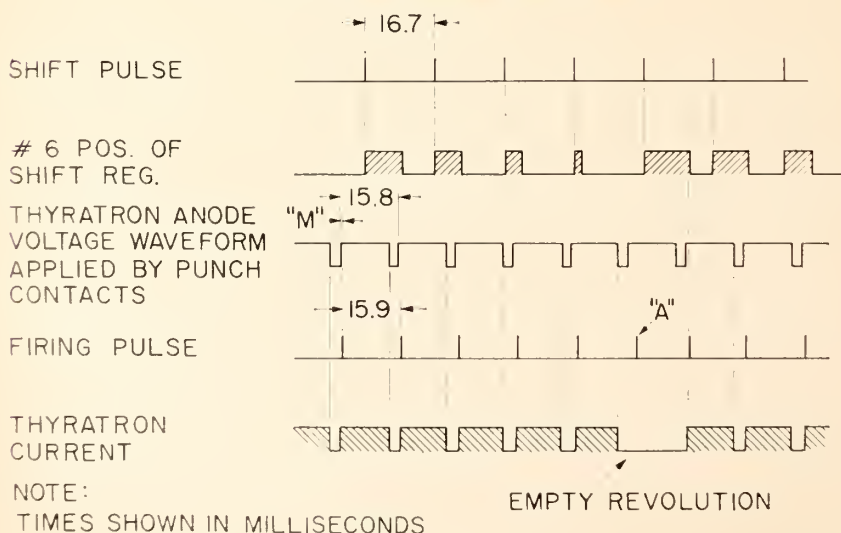 16.7
SHIFT PULSE
# 6 POS. OF
SHIFT REG.
15.8
THYRATRON ANODE
"M"
VOLTAGE WAVEFORM
APPLIED BY PUNCH
CONTACTS
15.9
"A"
FIRING PULSE
THYRATRON
CURRENT
NOTE:
EMPTY REVOLUTION
TIMES SHOWN IN MILLISECONDS